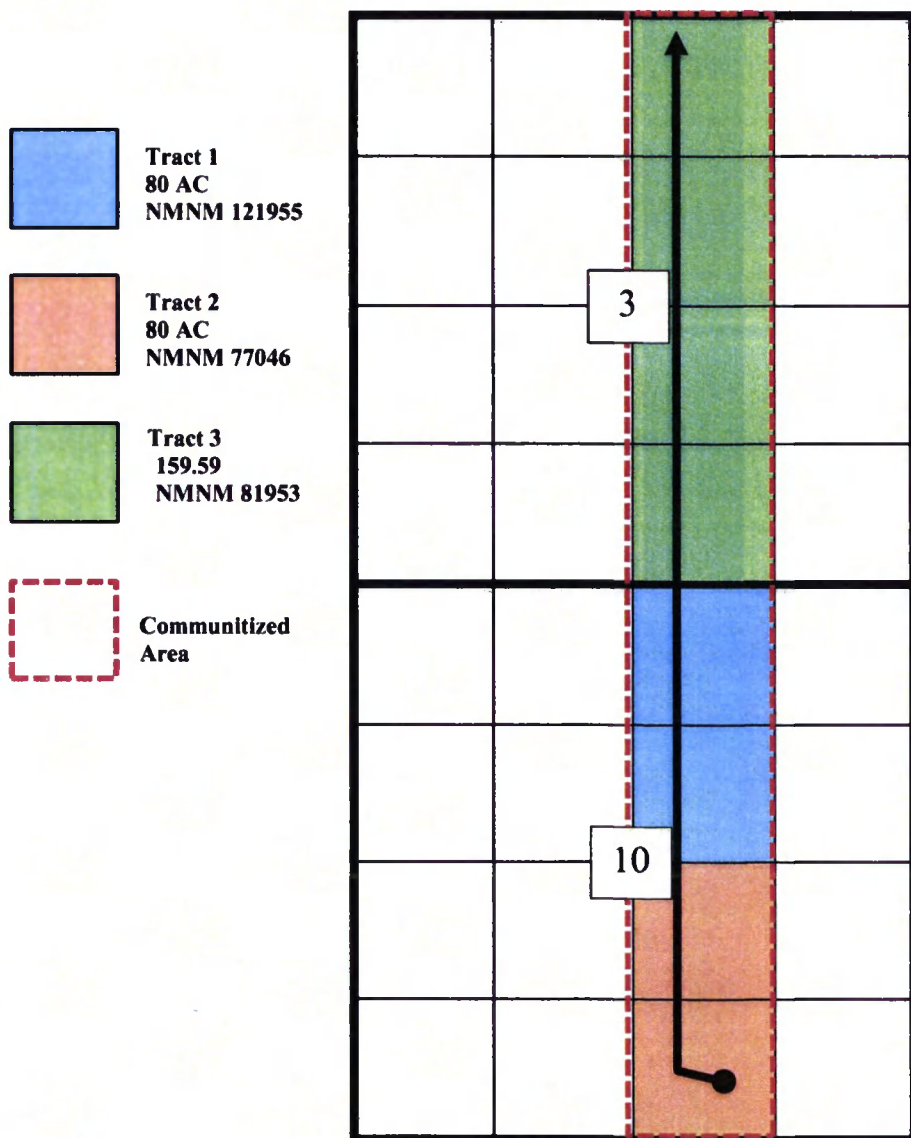 Tract 1
80 AC
NMNM 121955
Tract 2
80 AC
NMNM 77046
Tract 3
159.59
NMNM 81953
Communitized
Area
3
10